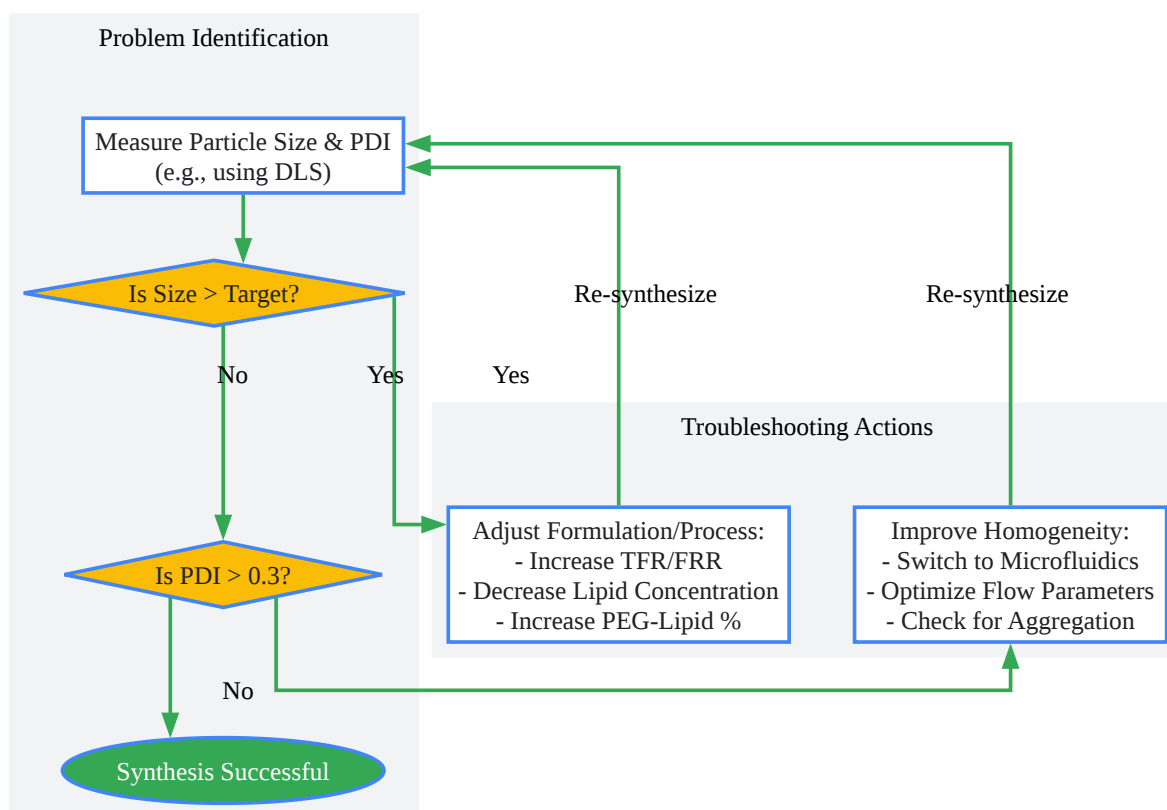 Problem Identification
Measure Particle Size & PDI
(e.g., using DLS)
Is Size > Target?
Re-synthesize
Re-synthesize
No
Yes
Yes
Troubleshooting Actions
Adjust Formulation/Process:
- Increase TFR/FRR
- Decrease Lipid Concentration
- Increase PEG-Lipid %
Improve Homogeneity:
- Switch to Microfluidics
- Optimize Flow Parameters
- Check for Aggregation
Is PDI > 0.3?
No
Synthesis Successful